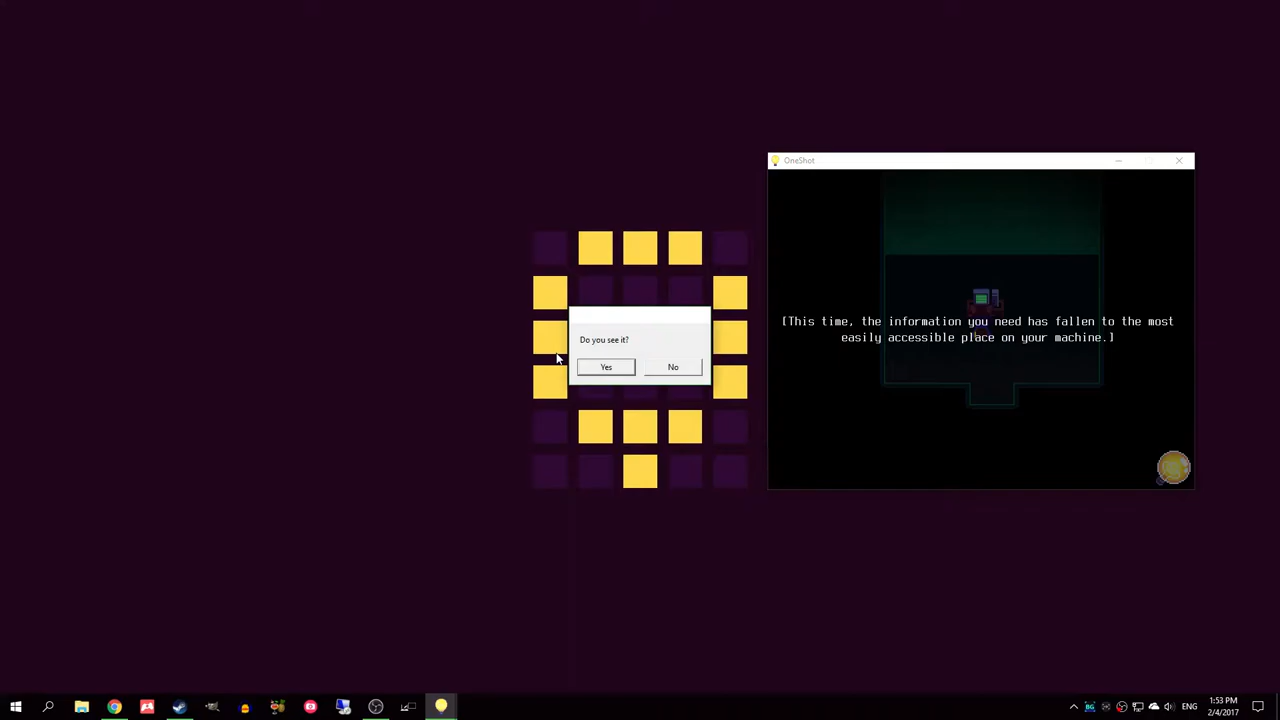 OneShot
[This time, the information you need has fallen to the most
easily accessible place on your machine.]
Do you see it?
Yes
No
ENG
1:53 PM
2/4/2017